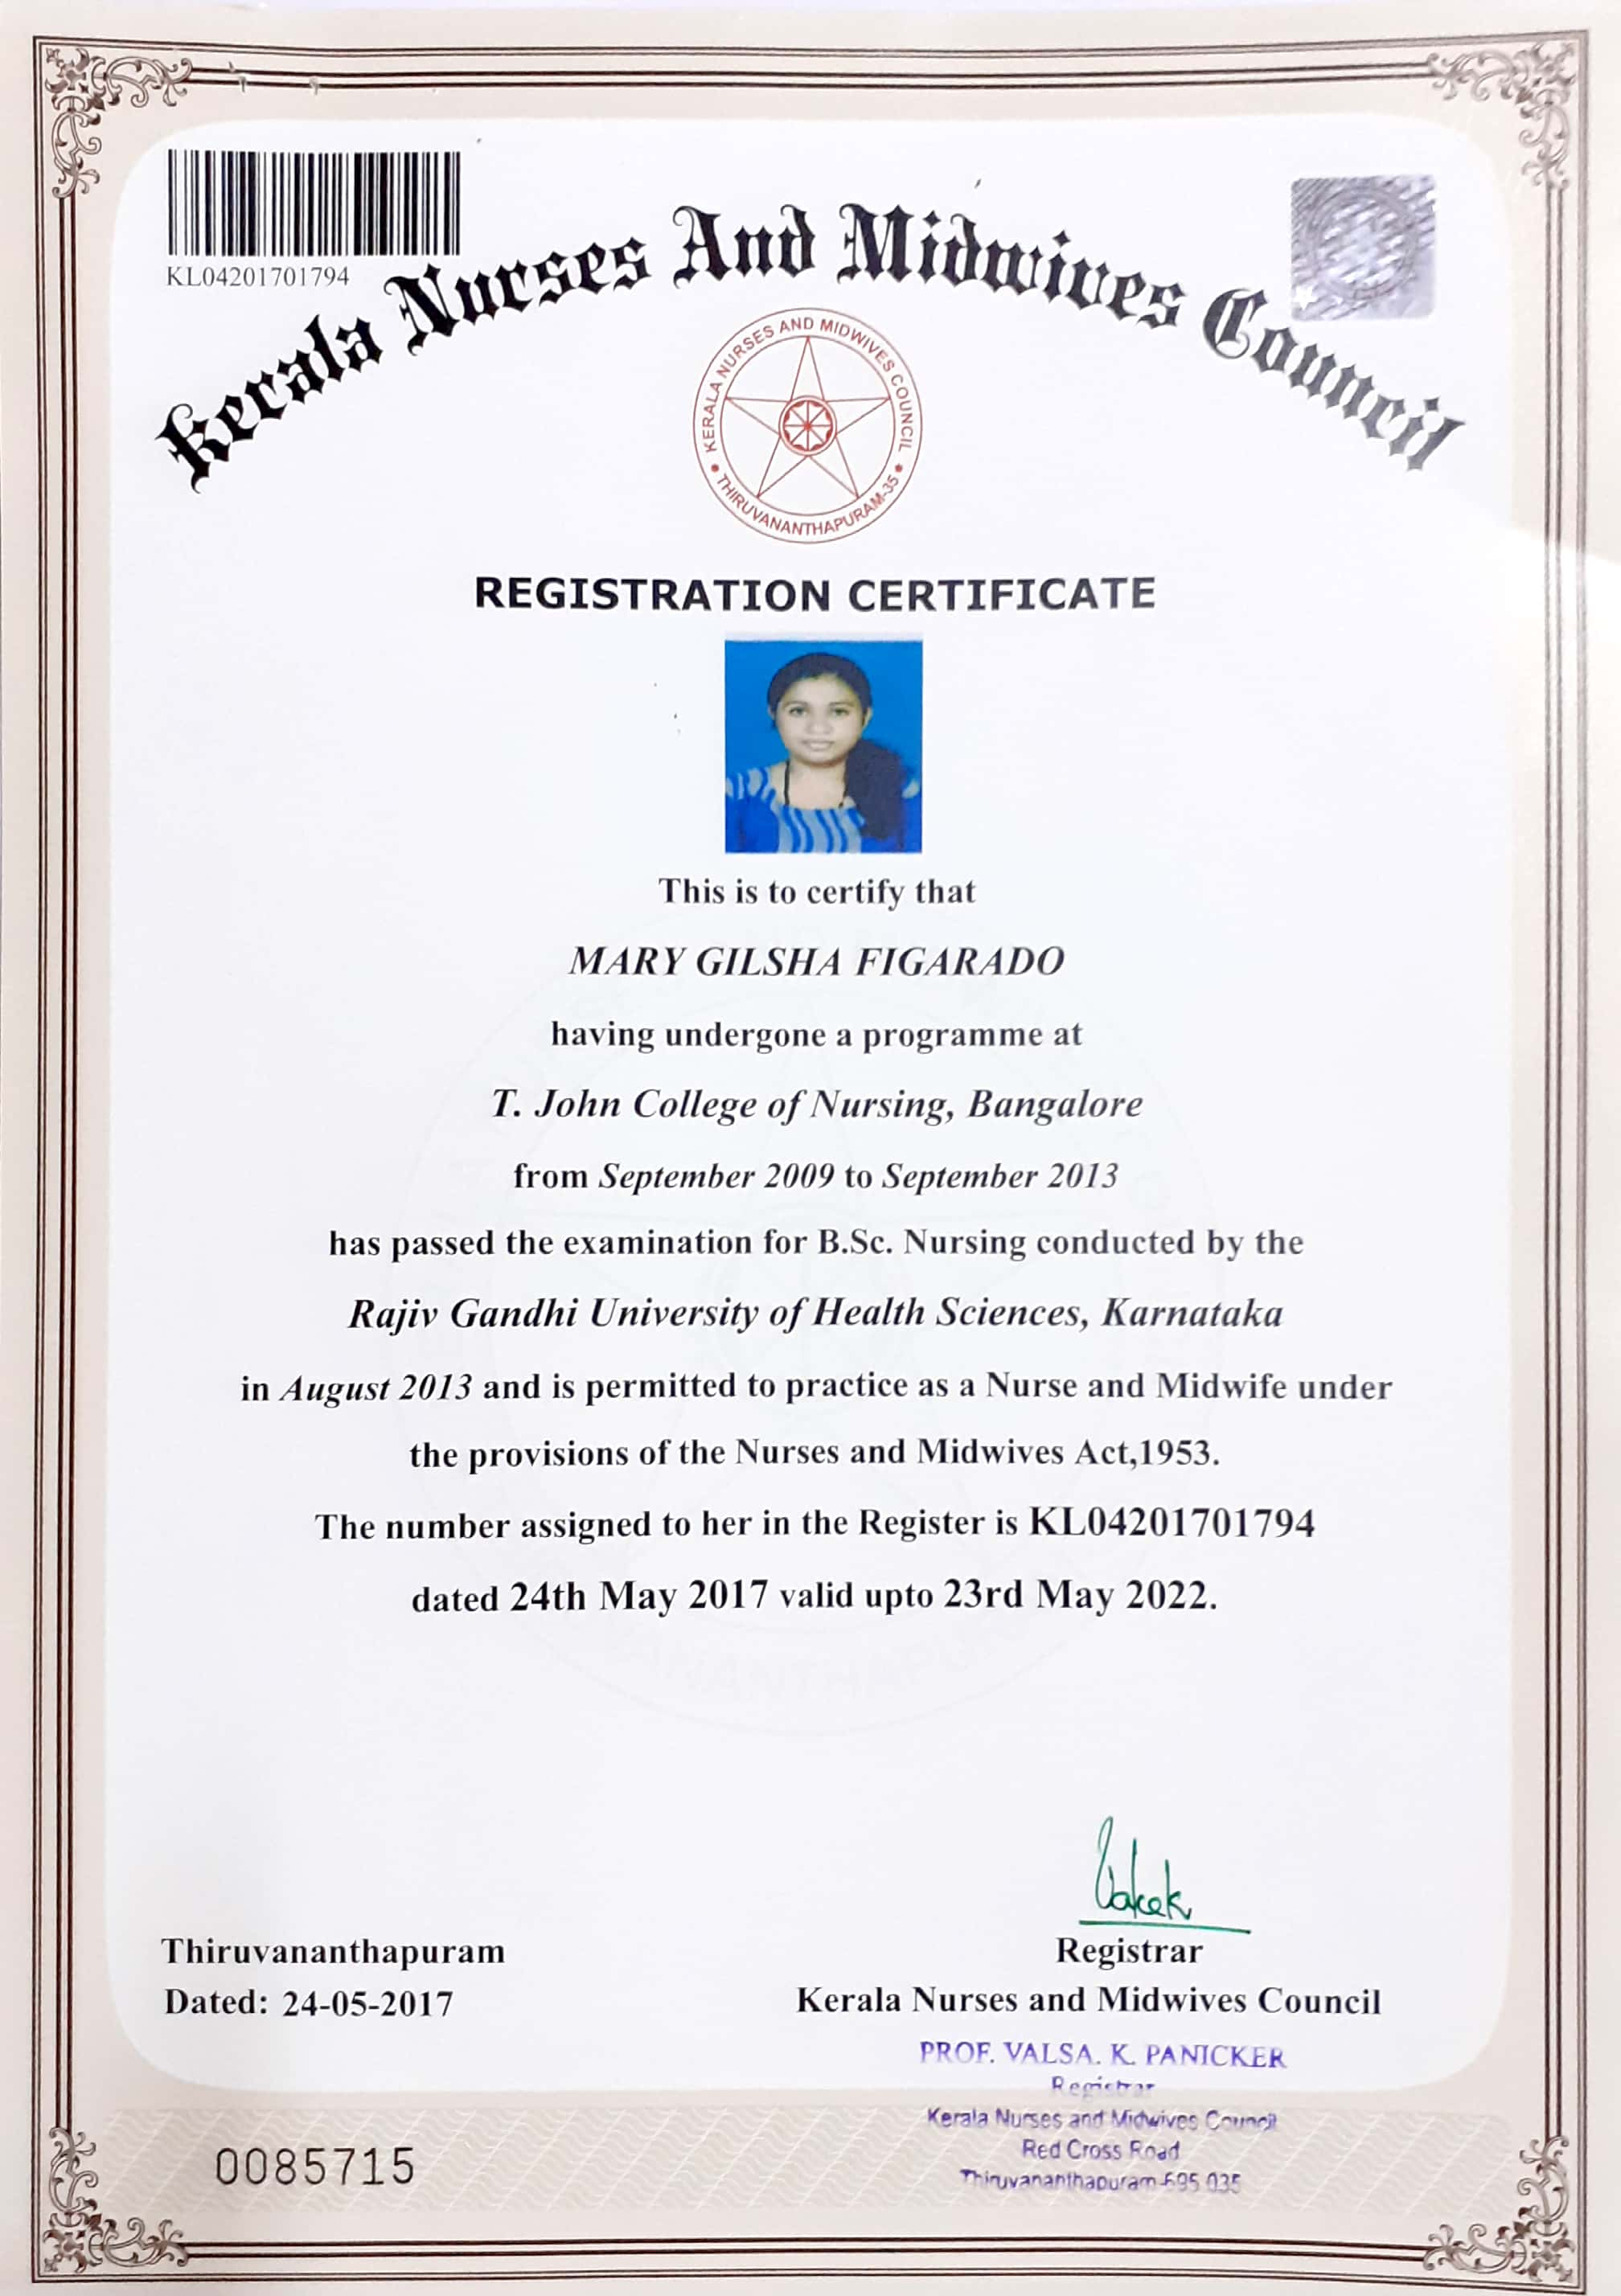 KL04201701794
Kerala Nurses And Midwives Council
KERALA NURSES AND MIDWIVES COUNCIL
THIRUVANANTHAPURAM-35
REGISTRATION CERTIFICATE
This is to certify that
MARY GILSHA FIGARADO
having undergone a programme at
T. John College of Nursing, Bangalore
from September 2009 to September 2013
has passed the examination for B.Sc. Nursing conducted by the
Rajiv Gandhi University of Health Sciences, Karnataka
in August 2013 and is permitted to practice as a Nurse and Midwife under
the provisions of the Nurses and Midwives Act,1953.
The number assigned to her in the Register is KL04201701794
dated 24th May 2017 valid upto 23rd May 2022.
Thiruvananthapuram
Dated: 24-05-2017
Registrar
Kerala Nurses and Midwives Council
PROF. VALSA. K. PANICKER
Registrar
Kerala Nurses and Midwives Council
Red Cross Road
Thiruvananthapuram-695 035
0085715